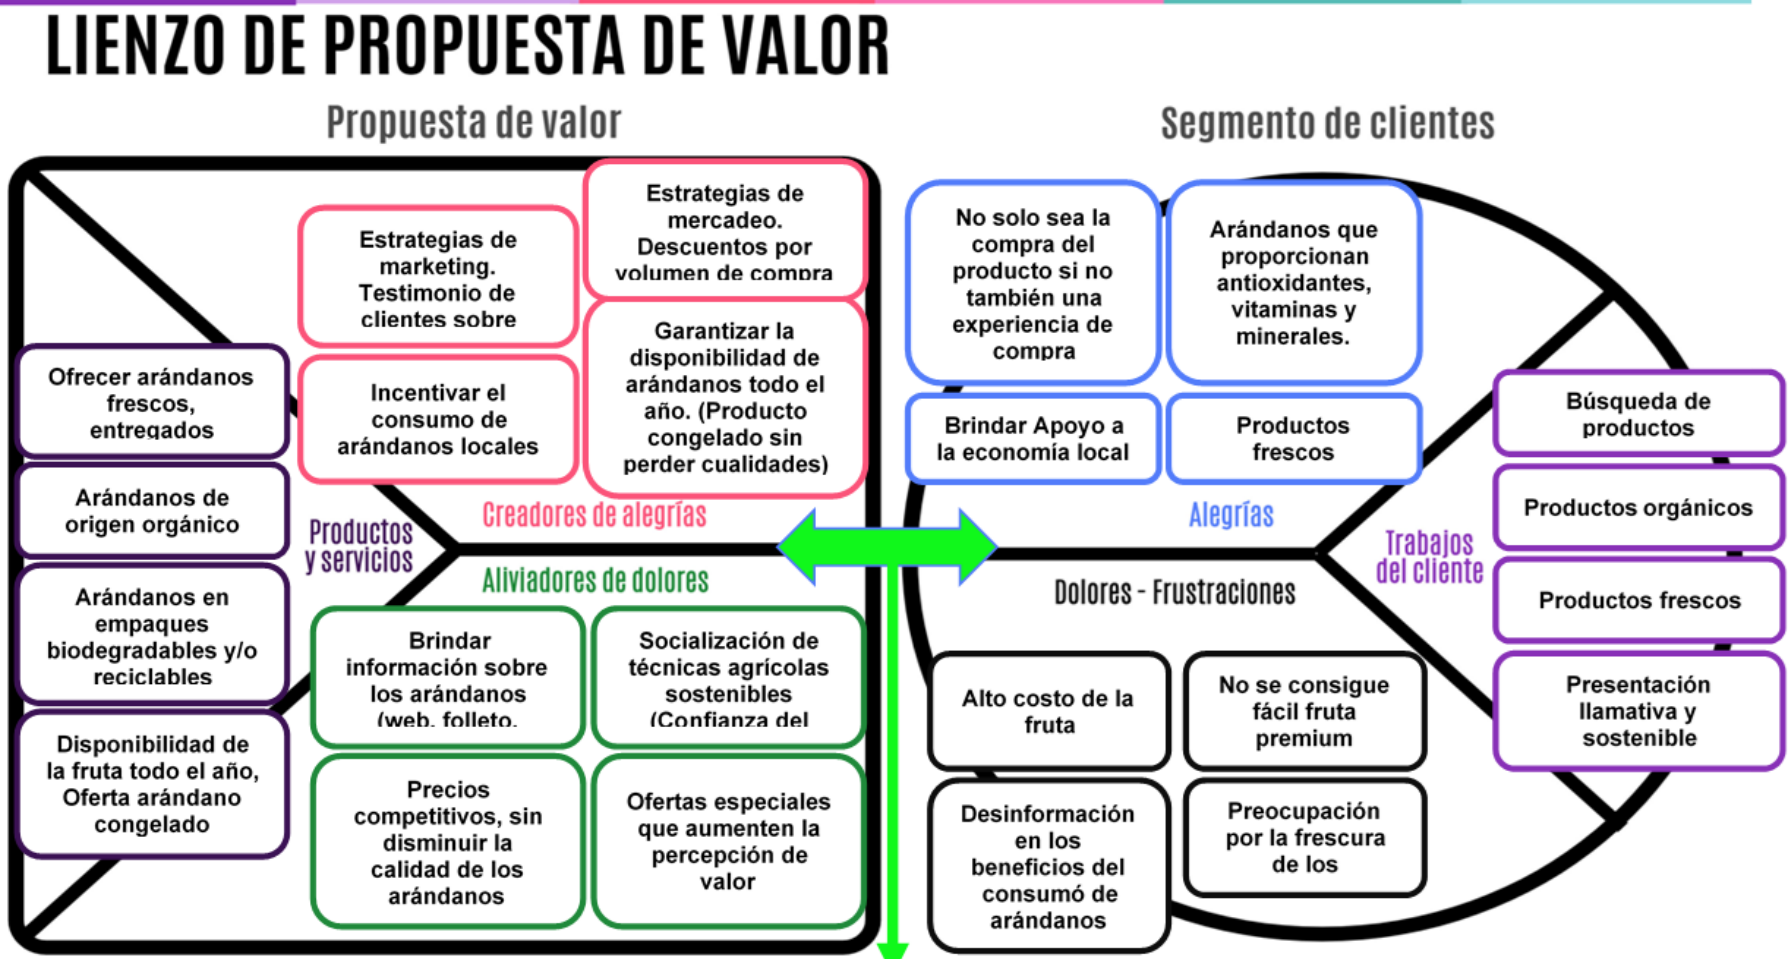 LIENZO DE PROPUESTA DE VALOR
Propuesta de valor
Estrategias de
marketing.
Testimonio de
clientes sobre
Estrategias de
mercadeo.
Descuentos por
volumen de compra
Incentivar el
consumo de
arándanos locales
Garantizar la
disponibilidad de
arándanos todo el
año. (Producto
congelado sin
perder cualidades)
Creadores de alegrías
Ofrecer arándanos
frescos,
entregados
Arándanos de
origen orgánico
Arándanos en
empaques
biodegradables y/o
reciclables
Disponibilidad de
la fruta todo el año,
Oferta arándano
congelado
Productos
y servicios
Aliviadores de dolores
Brindar
información sobre
los arándanos
(web, folleto,
Socialización de
técnicas agrícolas
sostenibles
(Confianza del
Precios
competitivos, sin
disminuir la
calidad de los
arándanos
Ofertas especiales
que aumenten la
percepción de
valor
Segmento de clientes
No solo sea la
compra del
producto si no
también una
experiencia de
compra
Arándanos que
proporcionan
antioxidantes,
vitaminas y
minerales.
Brindar Apoyo a
la economía local
Productos
frescos
Alegrías
Trabajos
del cliente
Búsqueda de
productos
Productos orgánicos
Productos frescos
Presentación
llamativa y
sostenible
Dolores - Frustraciones
Alto costo de la
fruta
No se consigue
fácil fruta
premium
Desinformación
en los
beneficios del
consumó de
arándanos
Preocupación
por la frescura
de los